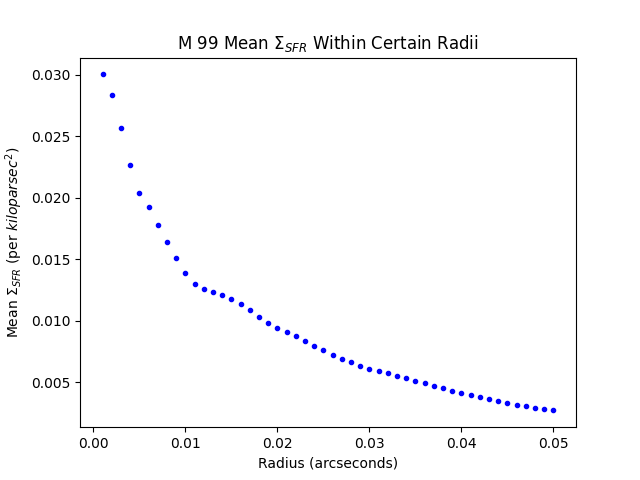 M 99 Mean Σ_SFR Within Certain Radii
Mean Σ_SFR (per kiloparsec²)
0.030
0.025
0.020
0.015
0.010
0.005
0.00 0.01 0.02 0.03 0.04 0.05
Radius (arcseconds)